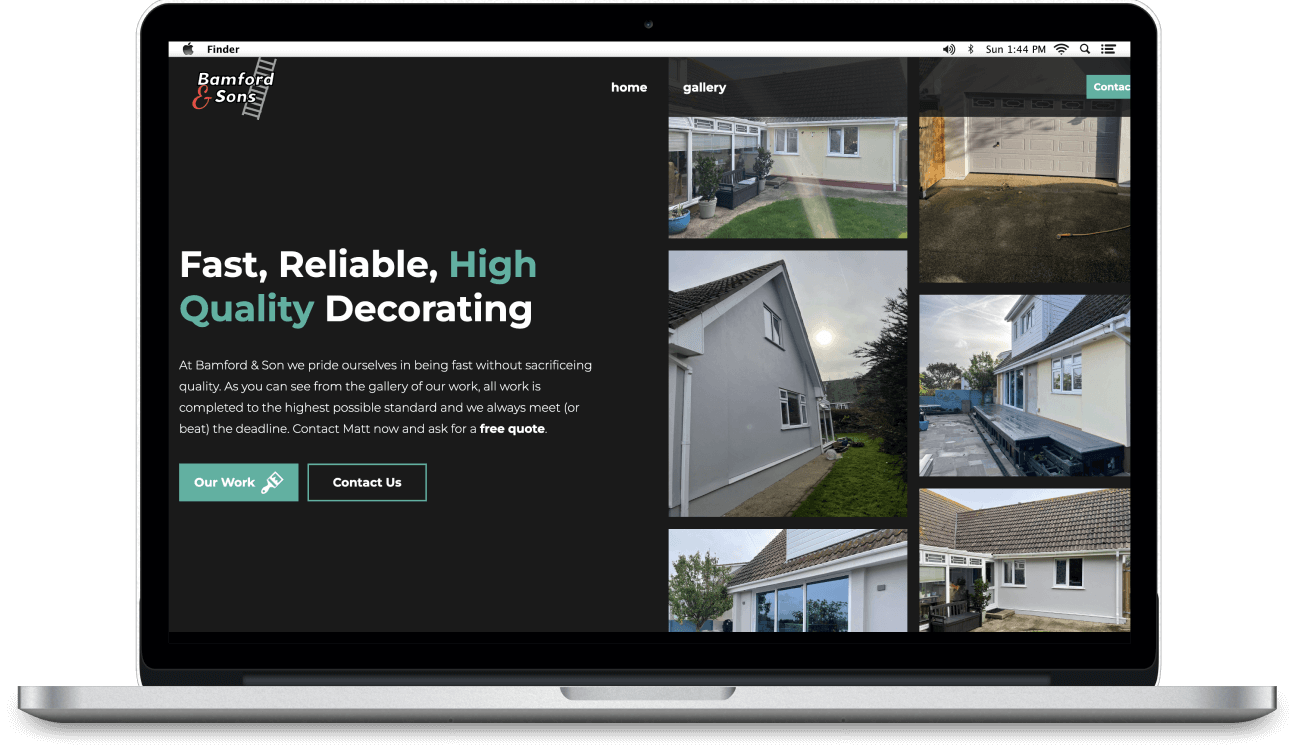 Finder
Sun 1:44 PM
Bamford
& Sons
home
gallery
Contac
Fast, Reliable, High
Quality Decorating
At Bamford & Son we pride ourselves in being fast without sacrificeing
quality. As you can see from the gallery of our work, all work is
completed to the highest possible standard and we always meet (or
beat) the deadline. Contact Matt now and ask for a free quote.
Our Work
Contact Us